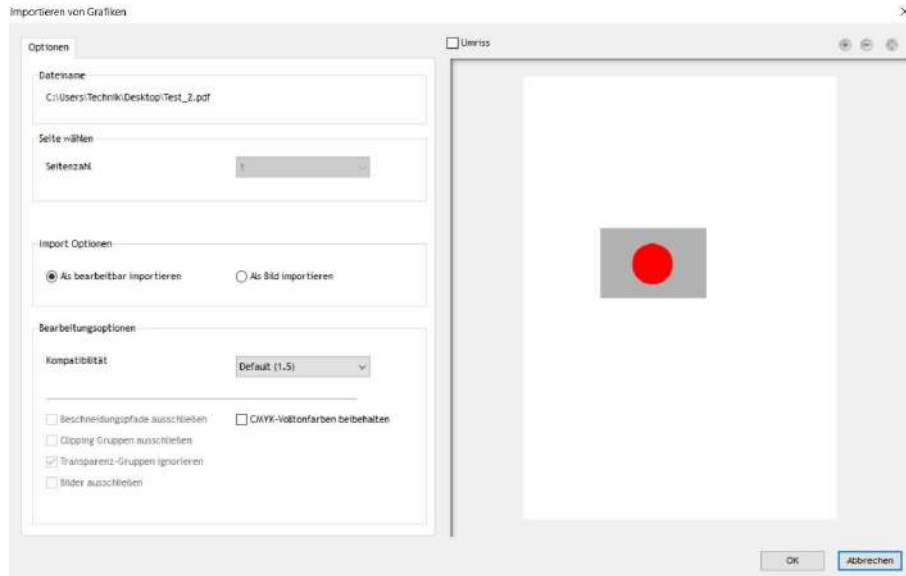 Importieren von Grafiken
Optionen
Umriss
Dateiname
C:\Users\Technik\Desktop\Test_2.pdf
Seite wählen
Seitenzahl
1
Import Optionen
Als bearbeitbar importieren
Als Bild importieren
Bearbeitungsoptionen
Kompatibilität
Default (1.5)
Beschneidungspfade ausschließen
CMYK-Volltonfarben beibehalten
Clipping Gruppen ausschließen
Transparenz-Gruppen ignorieren
Bilder ausschließen
OK
Abbrechen